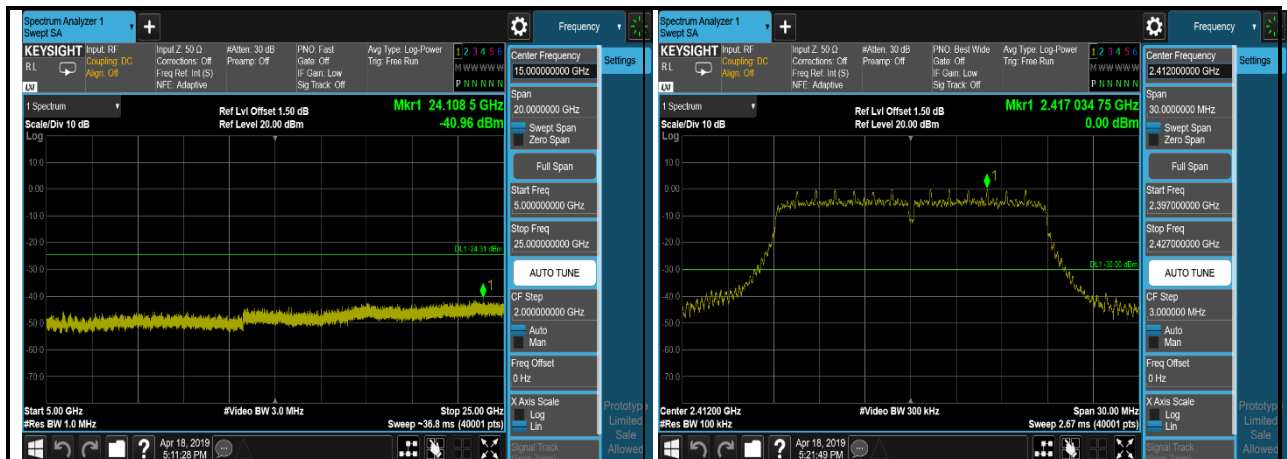 Spectrum Analyzer 1
Swept SA
+
Frequency
KEYSIGHT
RL
LXI
Input: RF
Coupling: DC
Align: Off
Input Z: 50 Ω
Corrections: Off
Freq Ref: Int (S)
NFE: Adaptive
#Atten: 30 dB
Preamp: Off
PNO: Fast
Gate: Off
IF Gain: Low
Sig Track: Off
Avg Type: Log-Power
Trig: Free Run
1 2 3 4 5 6
M W W W W W
P N N N N N
1 Spectrum
Scale/Div 10 dB
Log
Ref Lvl Offset 1.50 dB
Ref Level 20.00 dBm
Mkr1 24.108 5 GHz
-40.96 dBm
10.0
0.00
-10.0
-20.0
-30.0
-40.0
-50.0
-60.0
-70.0
DL1 -24.31 dBm
1
Start 5.00 GHz
#Res BW 1.0 MHz
#Video BW 3.0 MHz
Stop 25.00 GHz
Sweep ~36.8 ms (40001 pts)
Apr 18, 2019
5:11:28 PM
Center Frequency
15.000000000 GHz
Settings
Span
20.0000000 GHz
Swept Span
Zero Span
Full Span
Start Freq
5.000000000 GHz
Stop Freq
25.000000000 GHz
AUTO TUNE
CF Step
2.000000000 GHz
Auto
Man
Freq Offset
0 Hz
X Axis Scale
Log
Lin
Signal Track
Prototype
Limited
Sale
Allowed
Spectrum Analyzer 1
Swept SA
+
Frequency
KEYSIGHT
RL
LXI
Input: RF
Coupling: DC
Align: Off
Input Z: 50 Ω
Corrections: Off
Freq Ref: Int (S)
NFE: Adaptive
#Atten: 30 dB
Preamp: Off
PNO: Best Wide
Gate: Off
IF Gain: Low
Sig Track: Off
Avg Type: Log-Power
Trig: Free Run
1 2 3 4 5 6
M W W W W W
P N N N N N
1 Spectrum
Scale/Div 10 dB
Log
Ref Lvl Offset 1.50 dB
Ref Level 20.00 dBm
Mkr1 2.417 034 75 GHz
0.00 dBm
10.0
0.00
-10.0
-20.0
-30.0
-40.0
-50.0
-60.0
-70.0
DL1 -30.00 dBm
1
Center 2.41200 GHz
#Res BW 100 kHz
#Video BW 300 kHz
Span 30.00 MHz
Sweep 2.67 ms (40001 pts)
Apr 18, 2019
5:21:49 PM
Center Frequency
2.412000000 GHz
Settings
Span
30.0000000 MHz
Swept Span
Zero Span
Full Span
Start Freq
2.397000000 GHz
Stop Freq
2.427000000 GHz
AUTO TUNE
CF Step
3.000000 MHz
Auto
Man
Freq Offset
0 Hz
X Axis Scale
Log
Lin
Signal Track
Prototype
Limited
Sale
Allowed